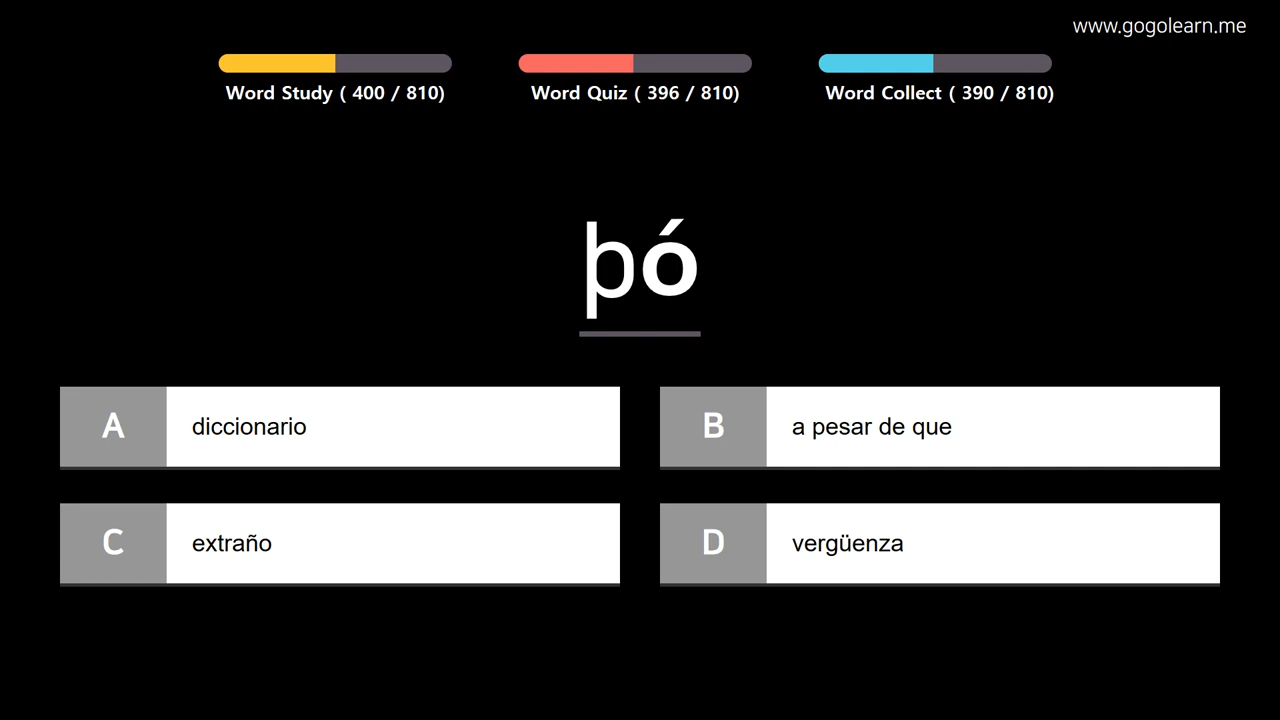 www.gogolearn.me
Word Study ( 400 / 810)
Word Quiz ( 396 / 810)
Word Collect ( 390 / 810)
þó
A diccionario
B a pesar de que
C extraño
D vergüenza